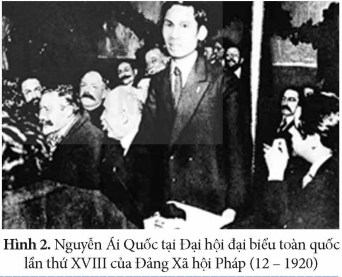 Hình 2. Nguyễn Ái Quốc tại Đại hội đại biểu toàn quốc
lần thứ XVIII của Đảng Xã hội Pháp (12 – 1920)